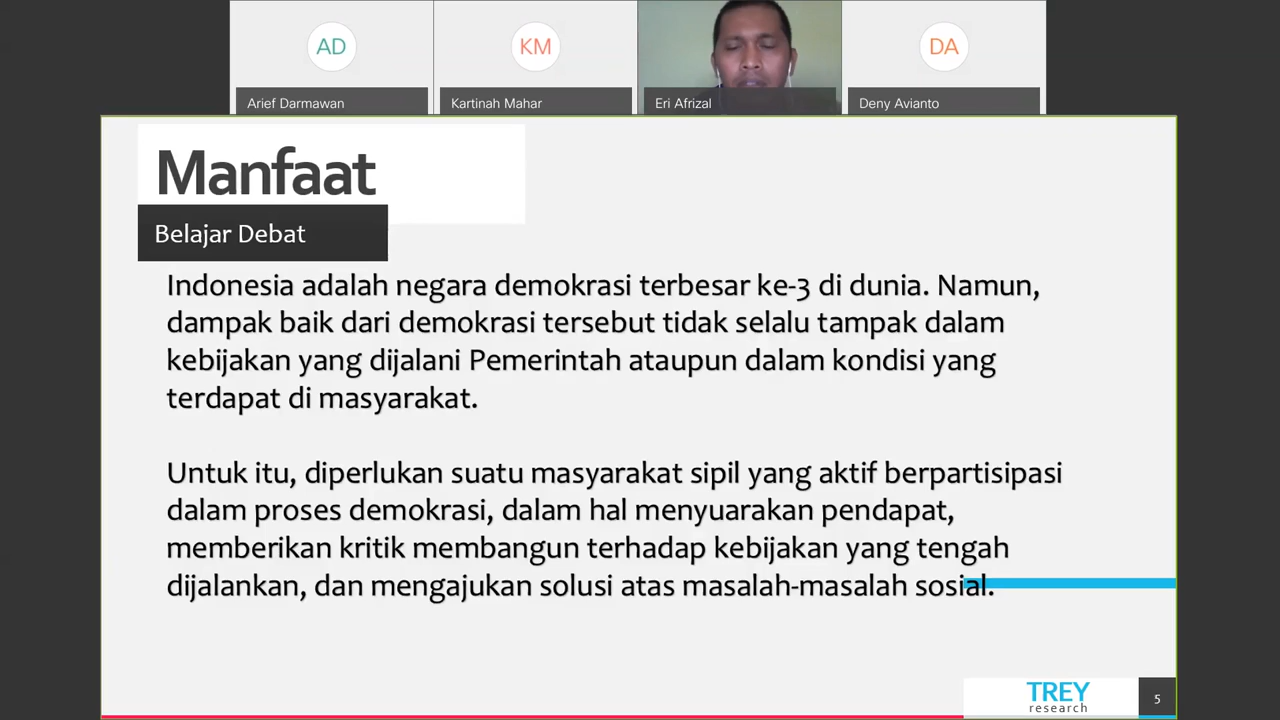 AD
KM
DA
Arief Darmawan
Kartinah Mahar
Eri Afrizal
Deny Avianto
Manfaat
Belajar Debat
Indonesia adalah negara demokrasi terbesar ke-3 di dunia. Namun,
dampak baik dari demokrasi tersebut tidak selalu tampak dalam
kebijakan yang dijalani Pemerintah ataupun dalam kondisi yang
terdapat di masyarakat.
Untuk itu, diperlukan suatu masyarakat sipil yang aktif berpartisipasi
dalam proses demokrasi, dalam hal menyuarakan pendapat,
memberikan kritik membangun terhadap kebijakan yang tengah
dijalankan, dan mengajukan solusi atas masalah-masalah sosial.
TREY
research
5